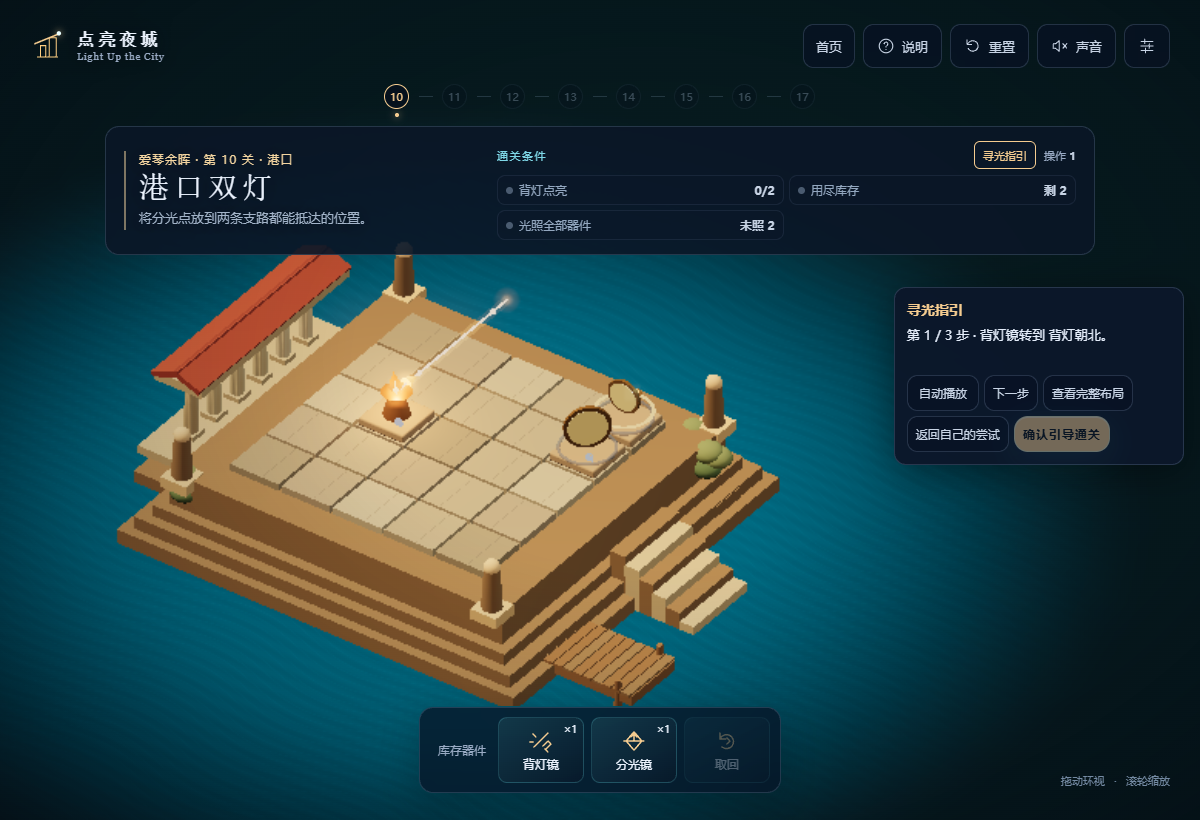 点亮夜城
Light Up the City
首页
说明
重置
声音
10 11 12 13 14 15 16 17
爱琴余晖 · 第 10 关 · 港口
港口双灯
将分光点放到两条支路都能抵达的位置。
通关条件
寻光指引
操作 1
背灯点亮 0/2
用尽库存 剩 2
光照全部器件 未照 2
寻光指引
第 1 / 3 步 · 背灯镜转到 背灯朝北。
自动播放
下一步
查看完整布局
返回自己的尝试
确认引导通关
库存器件
×1
背灯镜
×1
分光镜
取回
拖动环视 · 滚轮缩放